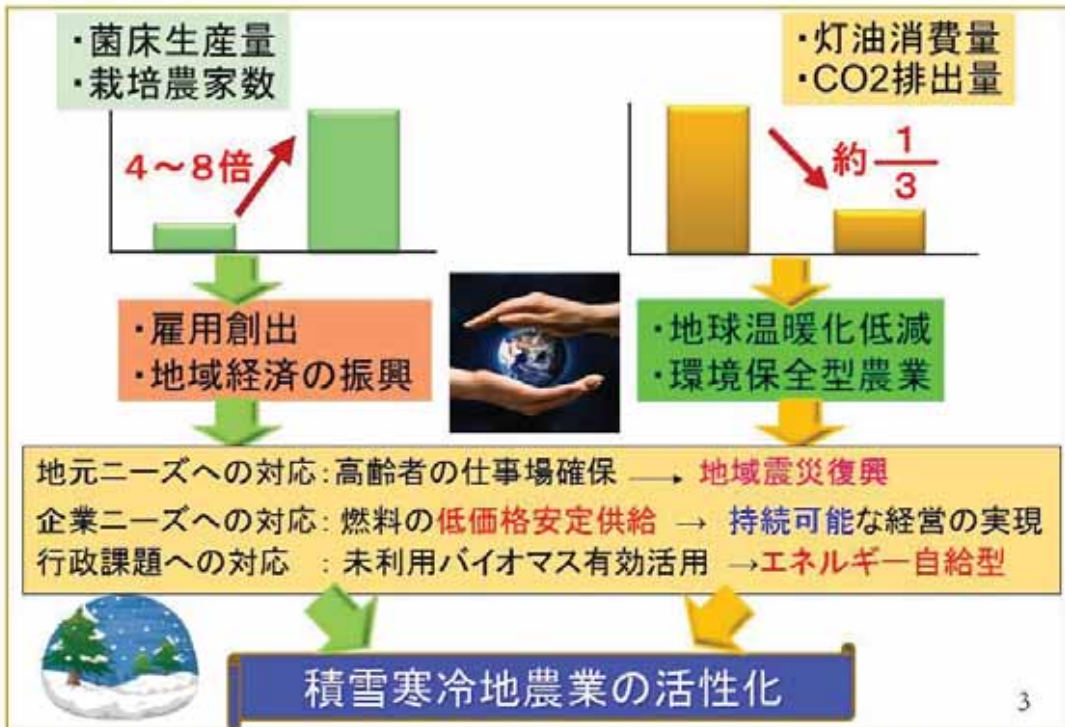 ・菌床生産量
・栽培農家数
4～8倍
・灯油消費量
・CO2排出量
約1/3
・雇用創出
・地域経済の振興
・地球温暖化低減
・環境保全型農業
地元ニーズへの対応：高齢者の仕事場確保 → 地域震災復興
企業ニーズへの対応：燃料の低価格安定供給 → 持続可能な経営の実現
行政課題への対応 ：未利用バイオマス有効活用 →エネルギー自給型
積雪寒冷地農業の活性化
3